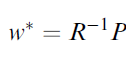 w* = R⁻¹P